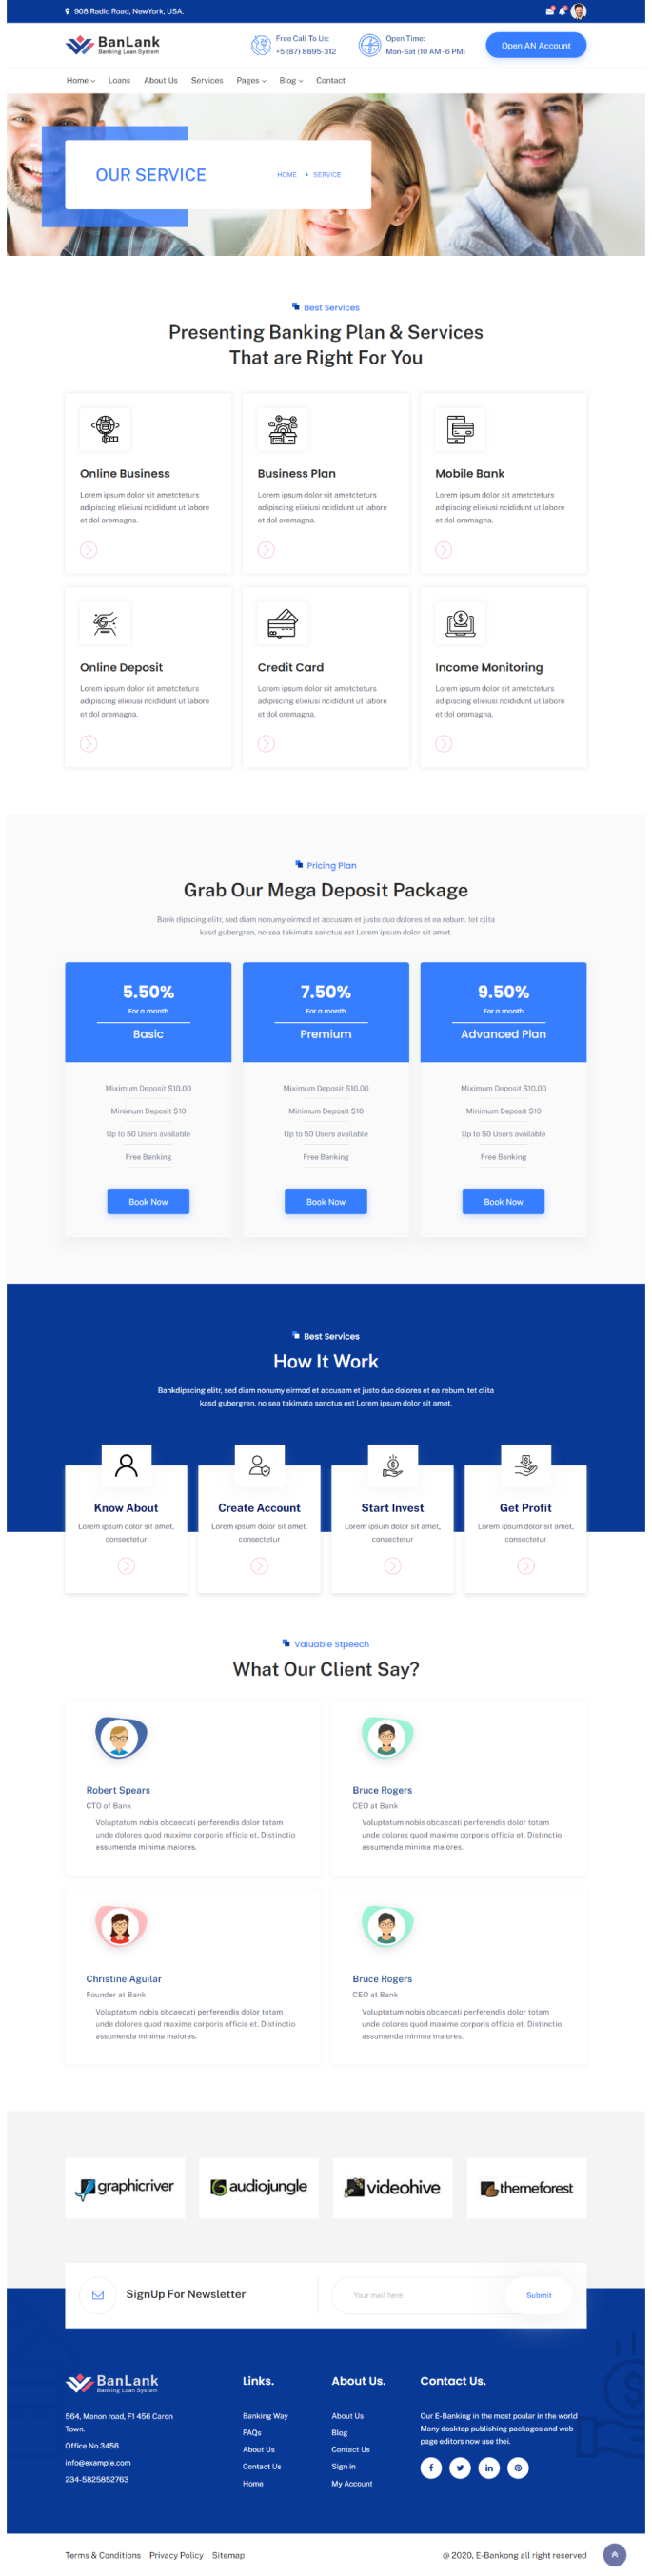 908 Radic Road, NewYork, USA.
BanLank
Banking Loan System
Free Call To Us:
+5 (87) 8695-312
Open Time:
Mon-Sat (10 AM-6 PM)
Open AN Account
Home Loans About Us Services Pages Blog Contact
OUR SERVICE
HOME SERVICE
Best Services
Presenting Banking Plan & Services
That are Right For You
Online Business
Lorem ipsum dolor sit ametcteturs
adipiscing elieiusi ncididunt ut labore
et dol oremagna.
Business Plan
Lorem ipsum dolor sit ametcteturs
adipiscing elieiusi ncididunt ut labore
et dol oremagna.
Mobile Bank
Lorem ipsum dolor sit ametcteturs
adipiscing elieiusi ncididunt ut labore
et dol oremagna.
Online Deposit
Lorem ipsum dolor sit ametcteturs
adipiscing elieiusi ncididunt ut labore
et dol oremagna.
Credit Card
Lorem ipsum dolor sit ametcteturs
adipiscing elieiusi ncididunt ut labore
et dol oremagna.
Income Monitoring
Lorem ipsum dolor sit ametcteturs
adipiscing elieiusi ncididunt ut labore
et dol oremagna.
Pricing Plan
Grab Our Mega Deposit Package
Bank dipscing elitr, sed diam nonumy eirmod et accusam et justo duo dolores et ea rebum. tet clita
kasd gubergren, no sea takimata sanctus est Lorem ipsum dolor sit amet.
5.50%
For a month
Basic
Miximum Deposit $10,00
Minimum Deposit $10
Up to 50 Users available
Free Banking
Book Now
7.50%
For a month
Premium
Miximum Deposit $10,00
Minimum Deposit $10
Up to 50 Users available
Free Banking
Book Now
9.50%
For a month
Advanced Plan
Miximum Deposit $10,00
Minimum Deposit $10
Up to 50 Users available
Free Banking
Book Now
Best Services
How It Work
Bankdipscing elitr, sed diam nonumy eirmod et accusam et justo duo dolores et ea rebum. tet clita
kasd gubergren, no sea takimata sanctus est Lorem ipsum dolor sit amet.
Know About
Lorem ipsum dolor sit amet,
consectetur
Create Account
Lorem ipsum dolor sit amet,
consectetur
Start Invest
Lorem ipsum dolor sit amet,
consectetur
Get Profit
Lorem ipsum dolor sit amet,
consectetur
Valuable Stpeech
What Our Client Say?
Robert Spears
CTO of Bank
Voluptatum nobis obcaecati perferendis dolor totam
unde dolores quod maxime corporis officia et. Distinctio
assumenda minima maiores.
Bruce Rogers
CEO at Bank
Voluptatum nobis obcaecati perferendis dolor totam
unde dolores quod maxime corporis officia et. Distinctio
assumenda minima maiores.
Christine Aguilar
Founder at Bank
Voluptatum nobis obcaecati perferendis dolor totam
unde dolores quod maxime corporis officia et. Distinctio
assumenda minima maiores.
Bruce Rogers
CEO at Bank
Voluptatum nobis obcaecati perferendis dolor totam
unde dolores quod maxime corporis officia et. Distinctio
assumenda minima maiores.
graphicriver audiojungle videohive themeforest
SignUp For Newsletter
Your mail here
Submit
BanLank
Banking Loan System
564, Manon road, F1 456 Caron
Town.
Office No 3456
info@example.com
234-5825852763
Links.
Banking Way
FAQs
About Us
Contact Us
Home
About Us.
About Us
Blog
Contact Us
Sign in
My Account
Contact Us.
Our E-Banking in the most poular in the world
Many desktop publishing packages and web
page editors now use thei.
Terms & Conditions Privacy Policy Sitemap
@ 2020, E-Bankong all right reserved